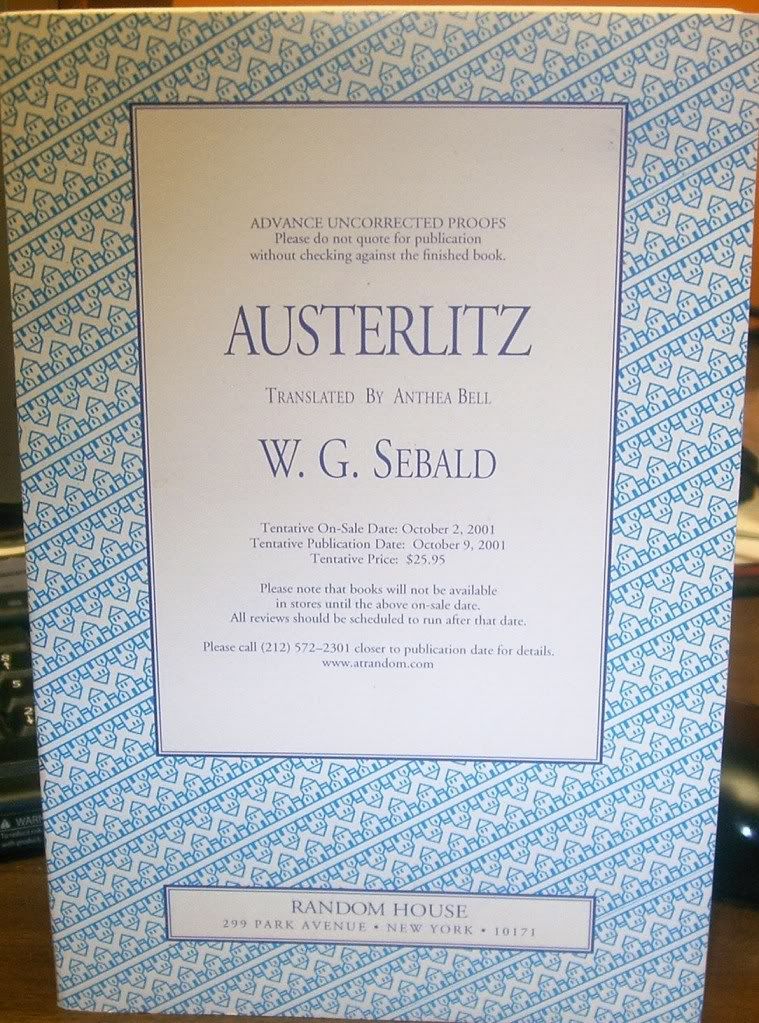 ADVANCE UNCORRECTED PROOFS
Please do not quote for publication
without checking against the finished book.
AUSTERLITZ
TRANSLATED BY ANTHEA BELL
W. G. SEBALD
Tentative On-Sale Date: October 2, 2001
Tentative Publication Date: October 9, 2001
Tentative Price: $25.95
Please note that books will not be available
in stores until the above on-sale date.
All reviews should be scheduled to run after that date.
Please call (212) 572–2301 closer to publication date for details.
www.atrandom.com
RANDOM HOUSE
299 PARK AVENUE • NEW YORK • 10171